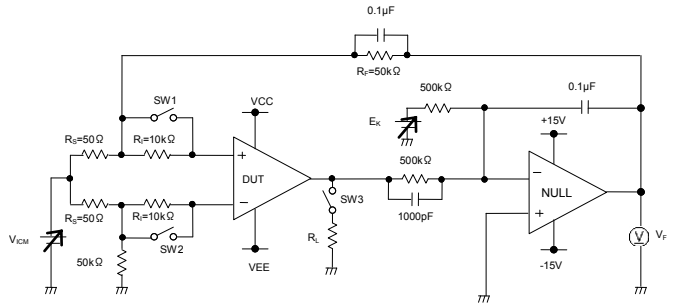 0.1μF
RF=50kΩ
SW1
VCC
500kΩ
0.1μF
EK
+15V
RS=50Ω
RI=10kΩ
500kΩ
DUT
NULL
SW3
RS=50Ω
RI=10kΩ
1000pF
VICM
SW2
RL
V
VF
50kΩ
VEE
-15V